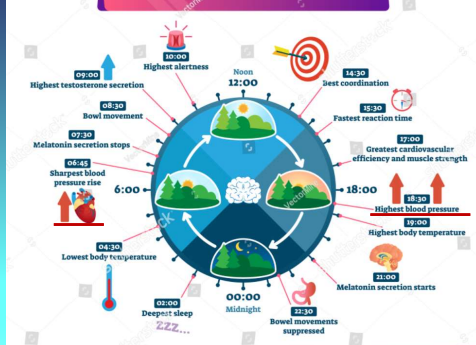 10:00
Highest alertness
09:00
Highest testosterone secretion
08:30
Bowel movement
07:30
Melatonin secretion stops
06:45
Sharpest blood
pressure rise
6:00
04:30
Lowest body temperature
02:00
Deepest sleep
ZZZ...
Noon
12:00
14:30
Best coordination
15:30
Fastest reaction time
17:00
Greatest cardiovascular
efficiency and muscle strength
18:00
18:30
Highest blood pressure
19:00
Highest body temperature
21:00
Melatonin secretion starts
22:30
Bowel movements
suppressed
00:00
Midnight